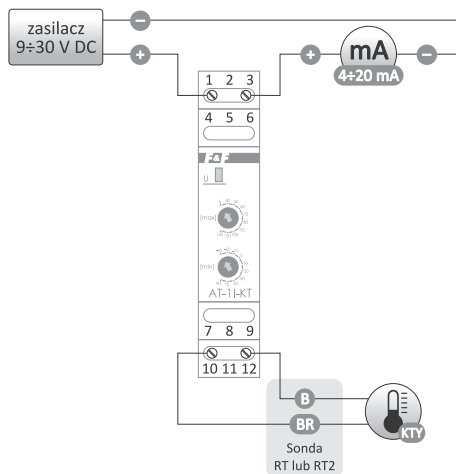 zasilacz
9÷30 V DC
−
+
+
mA
4÷20 mA
−
1 2 3
4 5 6
F&F
U
[max]
[min]
AT-1I-KT
7 8 9
10 11 12
B
BR
KTY
Sonda
RT lub RT2